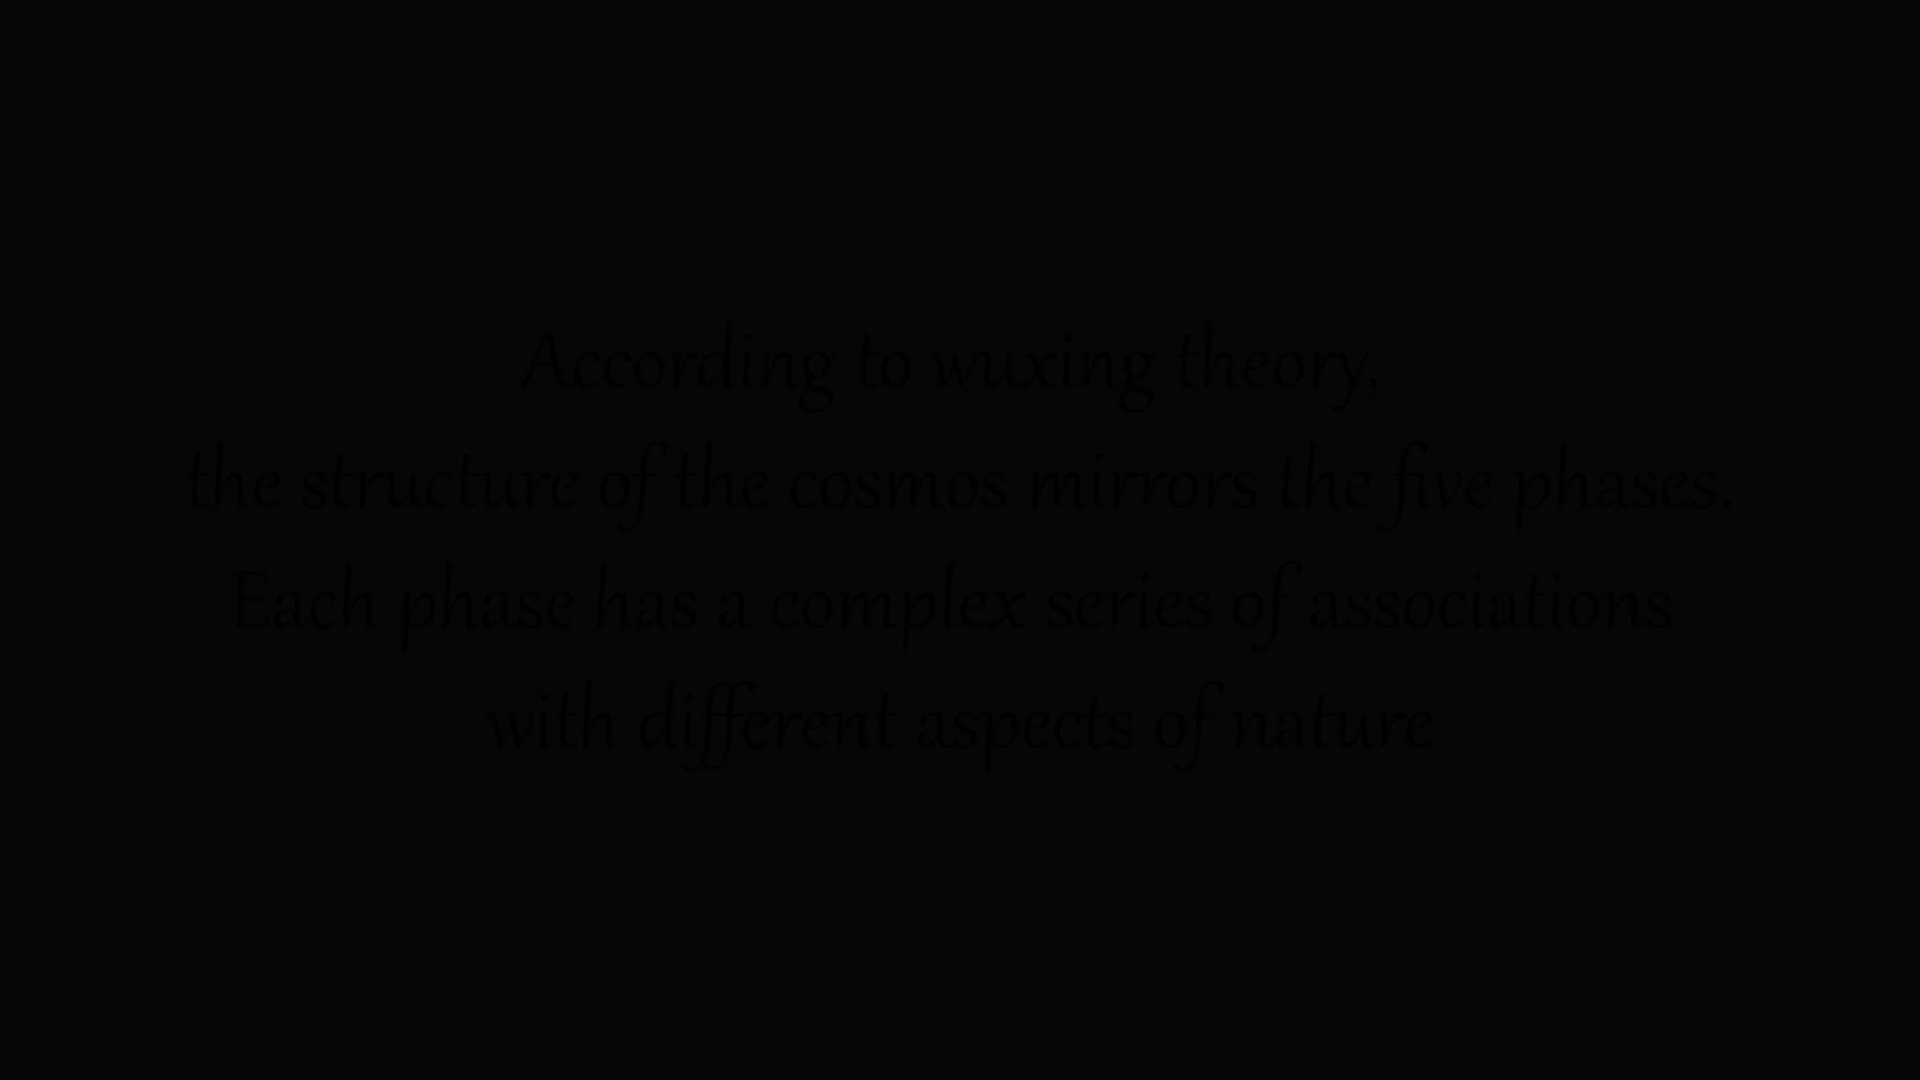 According to wuxing theory,
the structure of the cosmos mirrors the five phases.
Each phase has a complex series of associations
with different aspects of nature